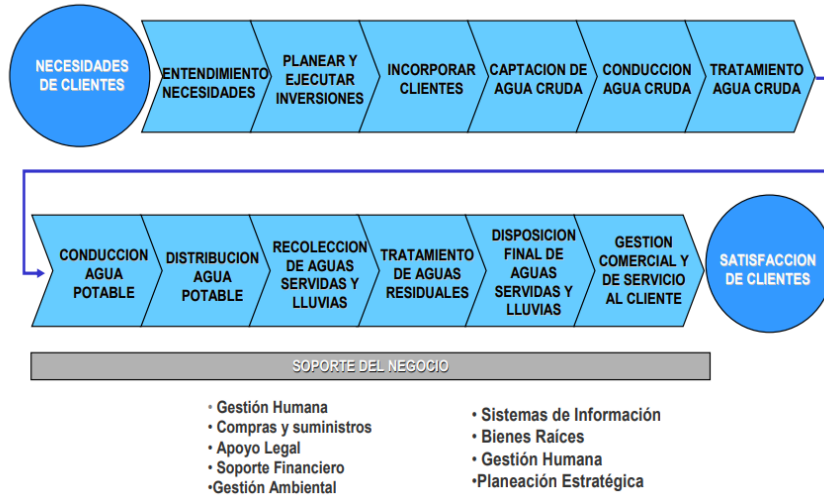 NECESIDADES
DE CLIENTES
ENTENDIMIENTO
NECESIDADES
PLANEAR Y
EJECUTAR
INVERSIONES
INCORPORAR
CLIENTES
CAPTACION DE
AGUA CRUDA
CONDUCCION
AGUA CRUDA
TRATAMIENTO
AGUA CRUDA
CONDUCCION
AGUA
POTABLE
DISTRIBUCION
AGUA
POTABLE
RECOLECCION
DE AGUAS
SERVIDAS Y
LLUVIAS
TRATAMIENTO
DE AGUAS
RESIDUALES
DISPOSICION
FINAL DE
AGUAS
SERVIDAS Y
LLUVIAS
GESTION
COMERCIAL Y
DE SERVICIO
AL CLIENTE
SATISFACCION
DE CLIENTES
SOPORTE DEL NEGOCIO
• Gestión Humana
• Compras y suministros
• Apoyo Legal
• Soporte Financiero
•Gestión Ambiental
• Sistemas de Información
• Bienes Raíces
• Gestión Humana
•Planeación Estratégica